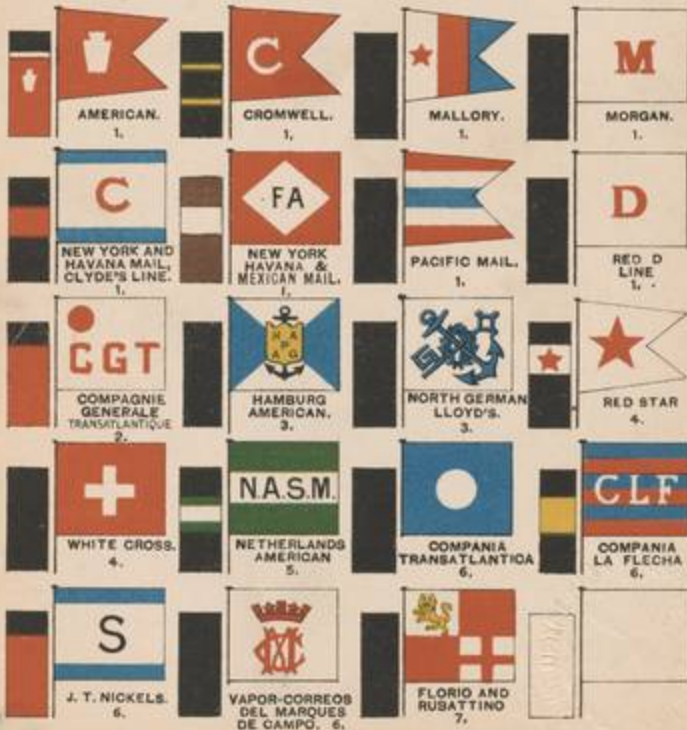 C
M
AMERICAN.
1.
CROMWELL.
1,
MALLORY.
1.
MORGAN.
1.
C
FA
D
NEW YORK AND
HAVANA MAIL,
CLYDE'S LINE.
1.
NEW YORK
HAVANA &
MEXICAN MAIL.
1.
PACIFIC MAIL.
1,
RED D
LINE
1,
CGT
HAPAG
COMPAGNIE
GENERALE
TRANSATLANTIQUE
2.
HAMBURG
AMERICAN.
3.
NORTH GERMAN
LLOYD'S.
3.
RED STAR
4.
N.A.S.M.
CLF
WHITE CROSS.
4.
NETHERLANDS
AMERICAN
5.
COMPANIA
TRANSATLANTICA
6.
COMPANIA
LA FLECHA
6,
S
J. T. NICKELS.
6.
VAPOR-CORREOS
DEL MARQUES
DE CAMPO. 6.
FLORIO AND
RUSATTINO
7,